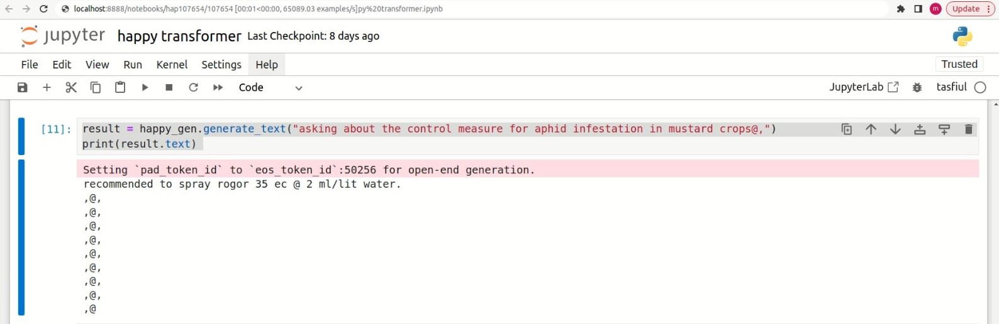 localhost:8888/notebooks/hap107654/107654 [00:01<00:00, 65089.03 examples/s]py%20transformer.ipynb
m
Update
jupyter happy transformer Last Checkpoint: 8 days ago
File Edit View Run Kernel Settings Help
Trusted
Code
JupyterLab
tasfiul
[11]: result = happy_gen.generate_text("asking about the control measure for aphid infestation in mustard crops@,")
print(result.text)
Setting `pad_token_id` to `eos_token_id`:50256 for open-end generation.
recommended to spray rogor 35 ec @ 2 ml/lit water.
,@,
,@,
,@,
,@,
,@,
,@,
,@,
,@,
,@